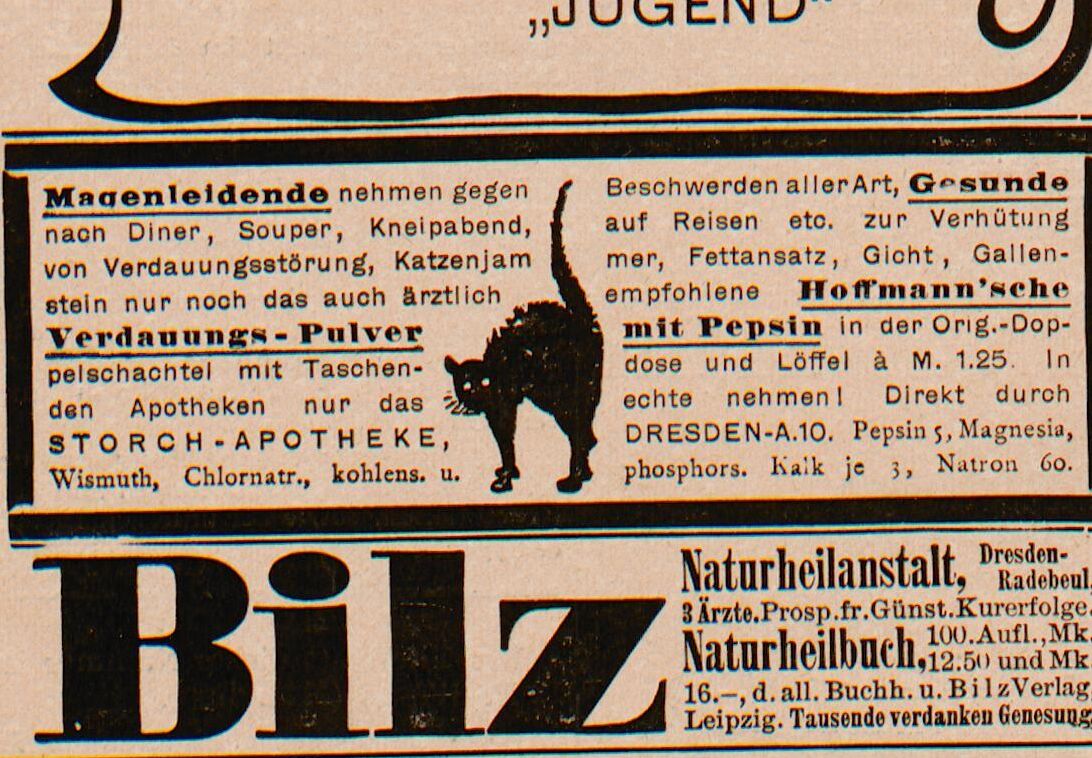 „JUGEND“
Magenleidende nehmen gegen Beschwerden aller Art, Gesunde
nach Diner, Souper, Kneipabend, auf Reisen etc. zur Verhütung
von Verdauungsstörung, Katzenjam mer, Fettansatz, Gicht, Gallen-
stein nur noch das auch ärztlich empfohlene Hoffmann'sche
Verdauungs-Pulver mit Pepsin in der Orig.-Dop-
pelschachtel mit Taschen- dose und Löffel à M. 1.25. In
den Apotheken nur das echte nehmen! Direkt durch
STORCH-APOTHEKE, DRESDEN-A.10. Pepsin 5, Magnesia,
Wismuth, Chlornatr., kohlens. u. phosphors. Kalk je 3, Natron 60.
Bilz
Naturheilanstalt, Dresden-
Radebeul.
3 Ärzte. Prosp. fr. Günst. Kurerfolge.
Naturheilbuch, 100. Aufl., Mk.
12.50 und Mk
16.–, d. all. Buchh. u. Bilz Verlag
Leipzig. Tausende verdanken Genesung